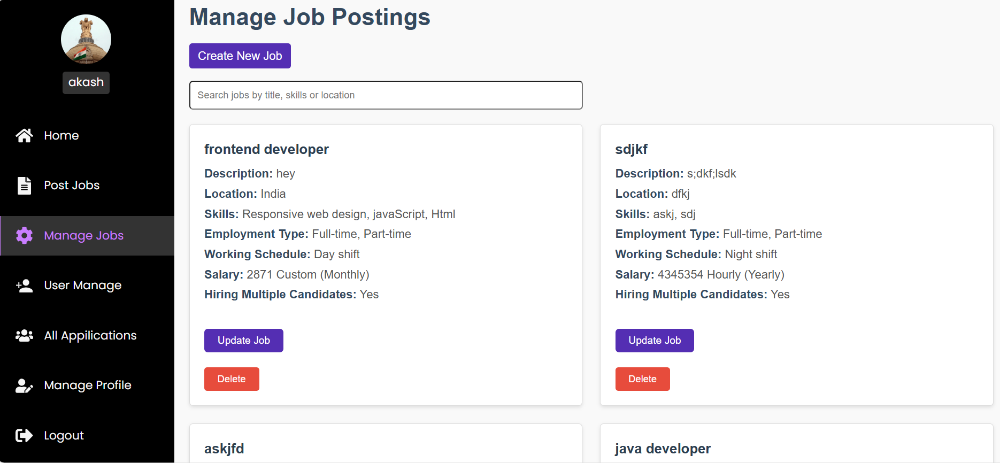 akash
Home
Post Jobs
Manage Jobs
User Manage
All Appilications
Manage Profile
Logout
Manage Job Postings
Create New Job
Search jobs by title, skills or location
frontend developer
Description: hey
Location: India
Skills: Responsive web design, javaScript, Html
Employment Type: Full-time, Part-time
Working Schedule: Day shift
Salary: 2871 Custom (Monthly)
Hiring Multiple Candidates: Yes
Update Job
Delete
sdjkf
Description: s;dkf;lsdk
Location: dfkj
Skills: askj, sdj
Employment Type: Full-time, Part-time
Working Schedule: Night shift
Salary: 4345354 Hourly (Yearly)
Hiring Multiple Candidates: Yes
Update Job
Delete
askjfd
java developer